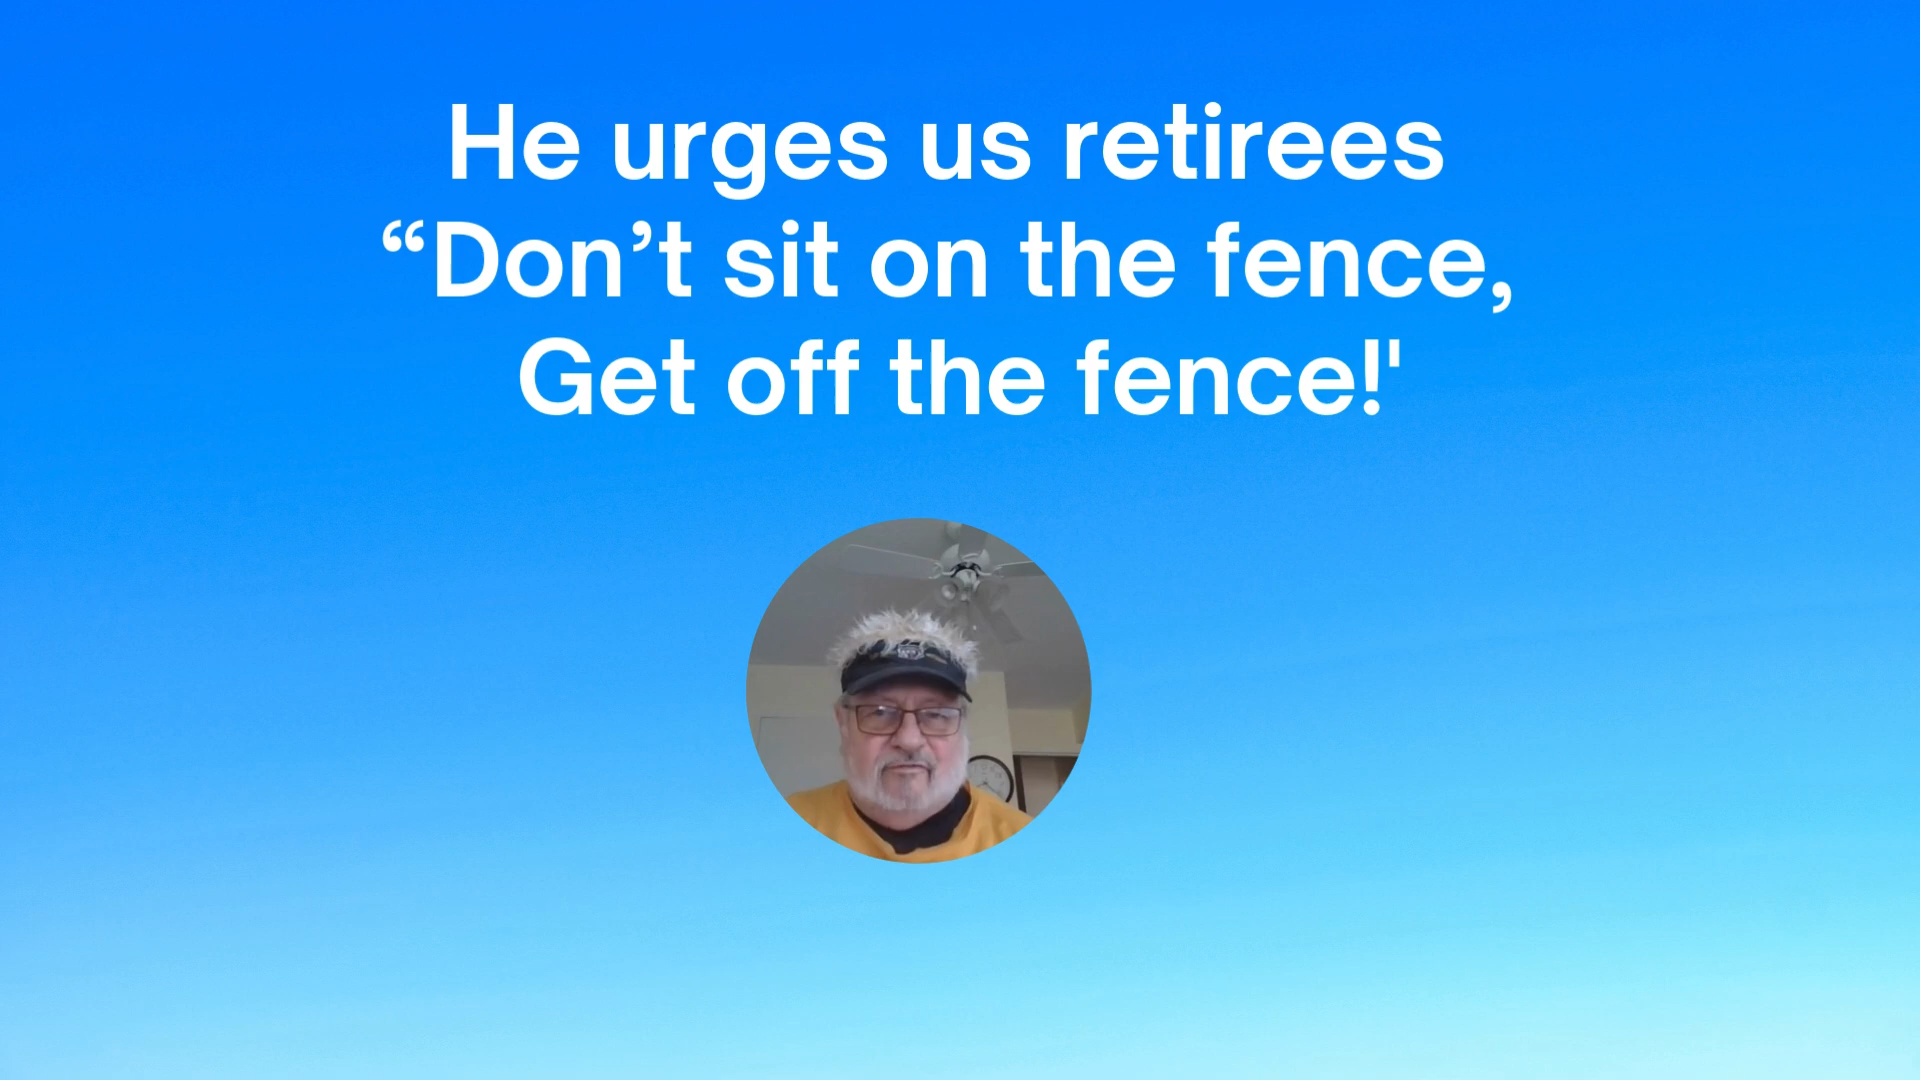 He urges us retirees
“Don’t sit on the fence,
Get off the fence!'